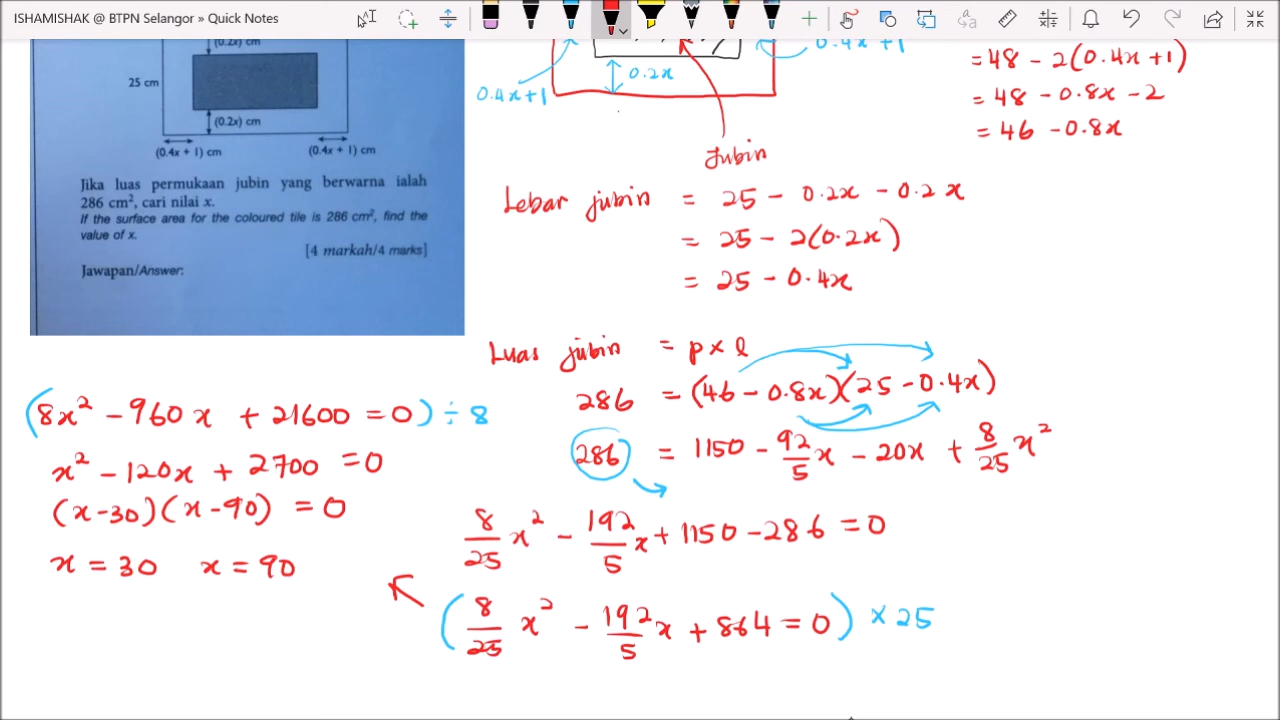 ISHAMISHAK @ BTPN Selangor » Quick Notes
(0.2x) cm
25 cm
(0.2x) cm
(0.4x + 1) cm (0.4x + 1) cm
Jika luas permukaan jubin yang berwarna ialah
286 cm², cari nilai x.
If the surface area for the coloured tile is 286 cm², find the
value of x.
[4 markah/4 marks]
Jawapan/Answer:
0.4x+1
0.2x
0.4x+1
Jubin
= 48 - 2(0.4x+1)
= 48 - 0.8x - 2
= 46 - 0.8x
Lebar jubin = 25 - 0.2x - 0.2x
= 25 - 2(0.2x)
= 25 - 0.4x
Luas jubin = p × l
286 = (46 - 0.8x)(25 - 0.4x)
286 = 1150 - 92/5 x - 20x + 8/25 x²
8/25 x² - 192/5 x + 1150 - 286 = 0
(8/25 x² - 192/5 x + 864 = 0) × 25
(8x² - 960x + 21600 = 0) ÷ 8
x² - 120x + 2700 = 0
(x-30)(x-90) = 0
x = 30 x = 90